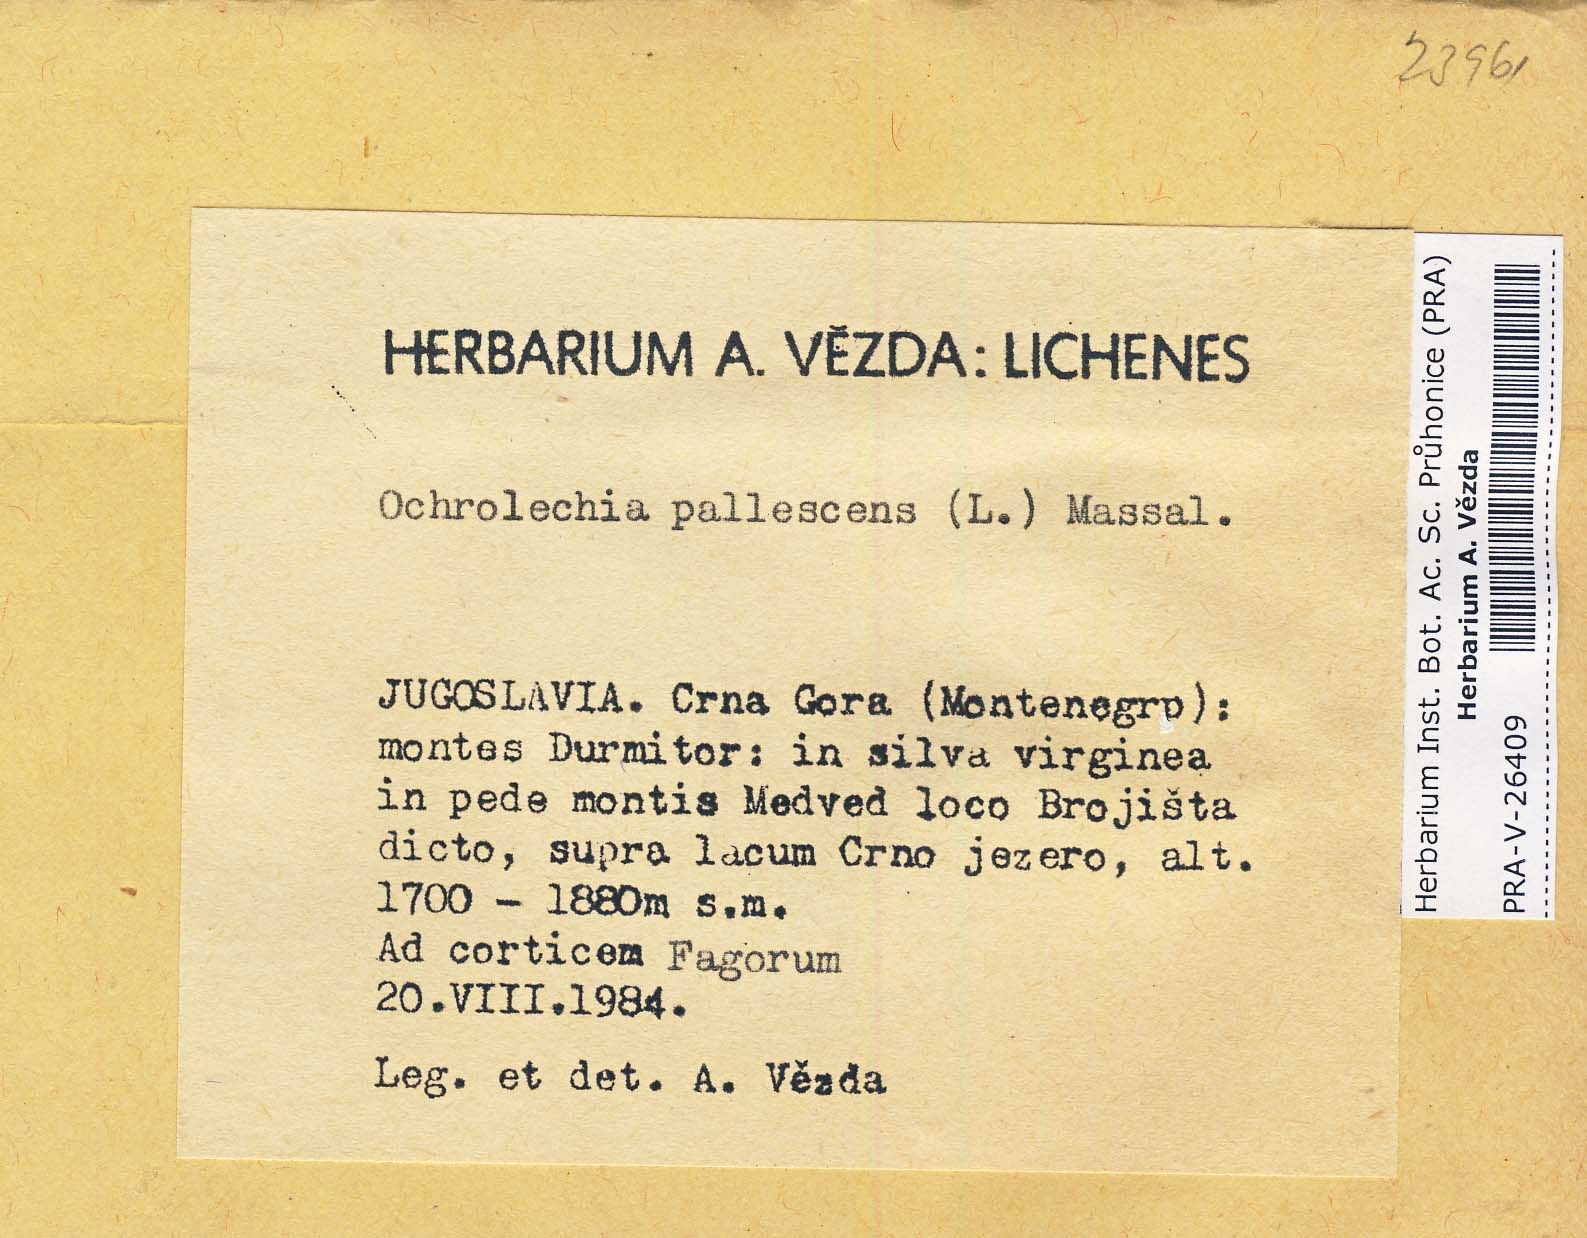 23961
HERBARIUM A. VĚZDA: LICHENES
Ochrolechia pallescens (L.) Massal.
JUGOSLAVIA. Crna Gora (Montenegrp):
montes Durmitor: in silva virginea
in pede montis Medved loco Brojišta
dicto, supra lacum Crno jezero, alt.
1700 - 1880m s.m.
Ad corticem Fagorum
20.VIII.1984.
Leg. et det. A. Vězda
Herbarium Inst. Bot. Ac. Sc. Průhonice (PRA)
Herbarium A. Vězda
PRA-V-26409